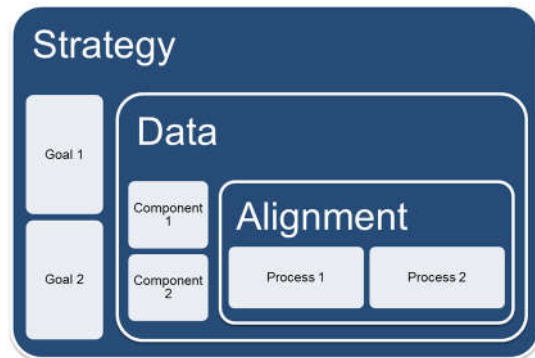 Strategy
Goal 1
Goal 2
Data
Component
1
Component
2
Alignment
Process 1
Process 2